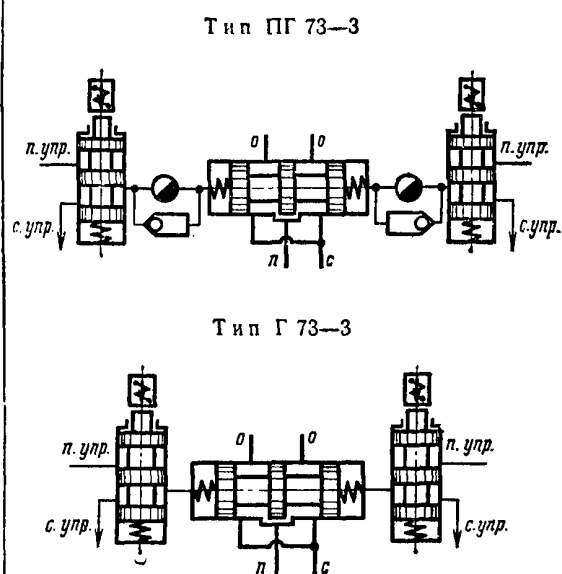 Тип ПГ 73—3
о о
п. упр. п. упр.
с. упр. с. упр.
п с
Тип Г 73—3
о о
п. упр. п. упр.
с. упр. с. упр.
п с